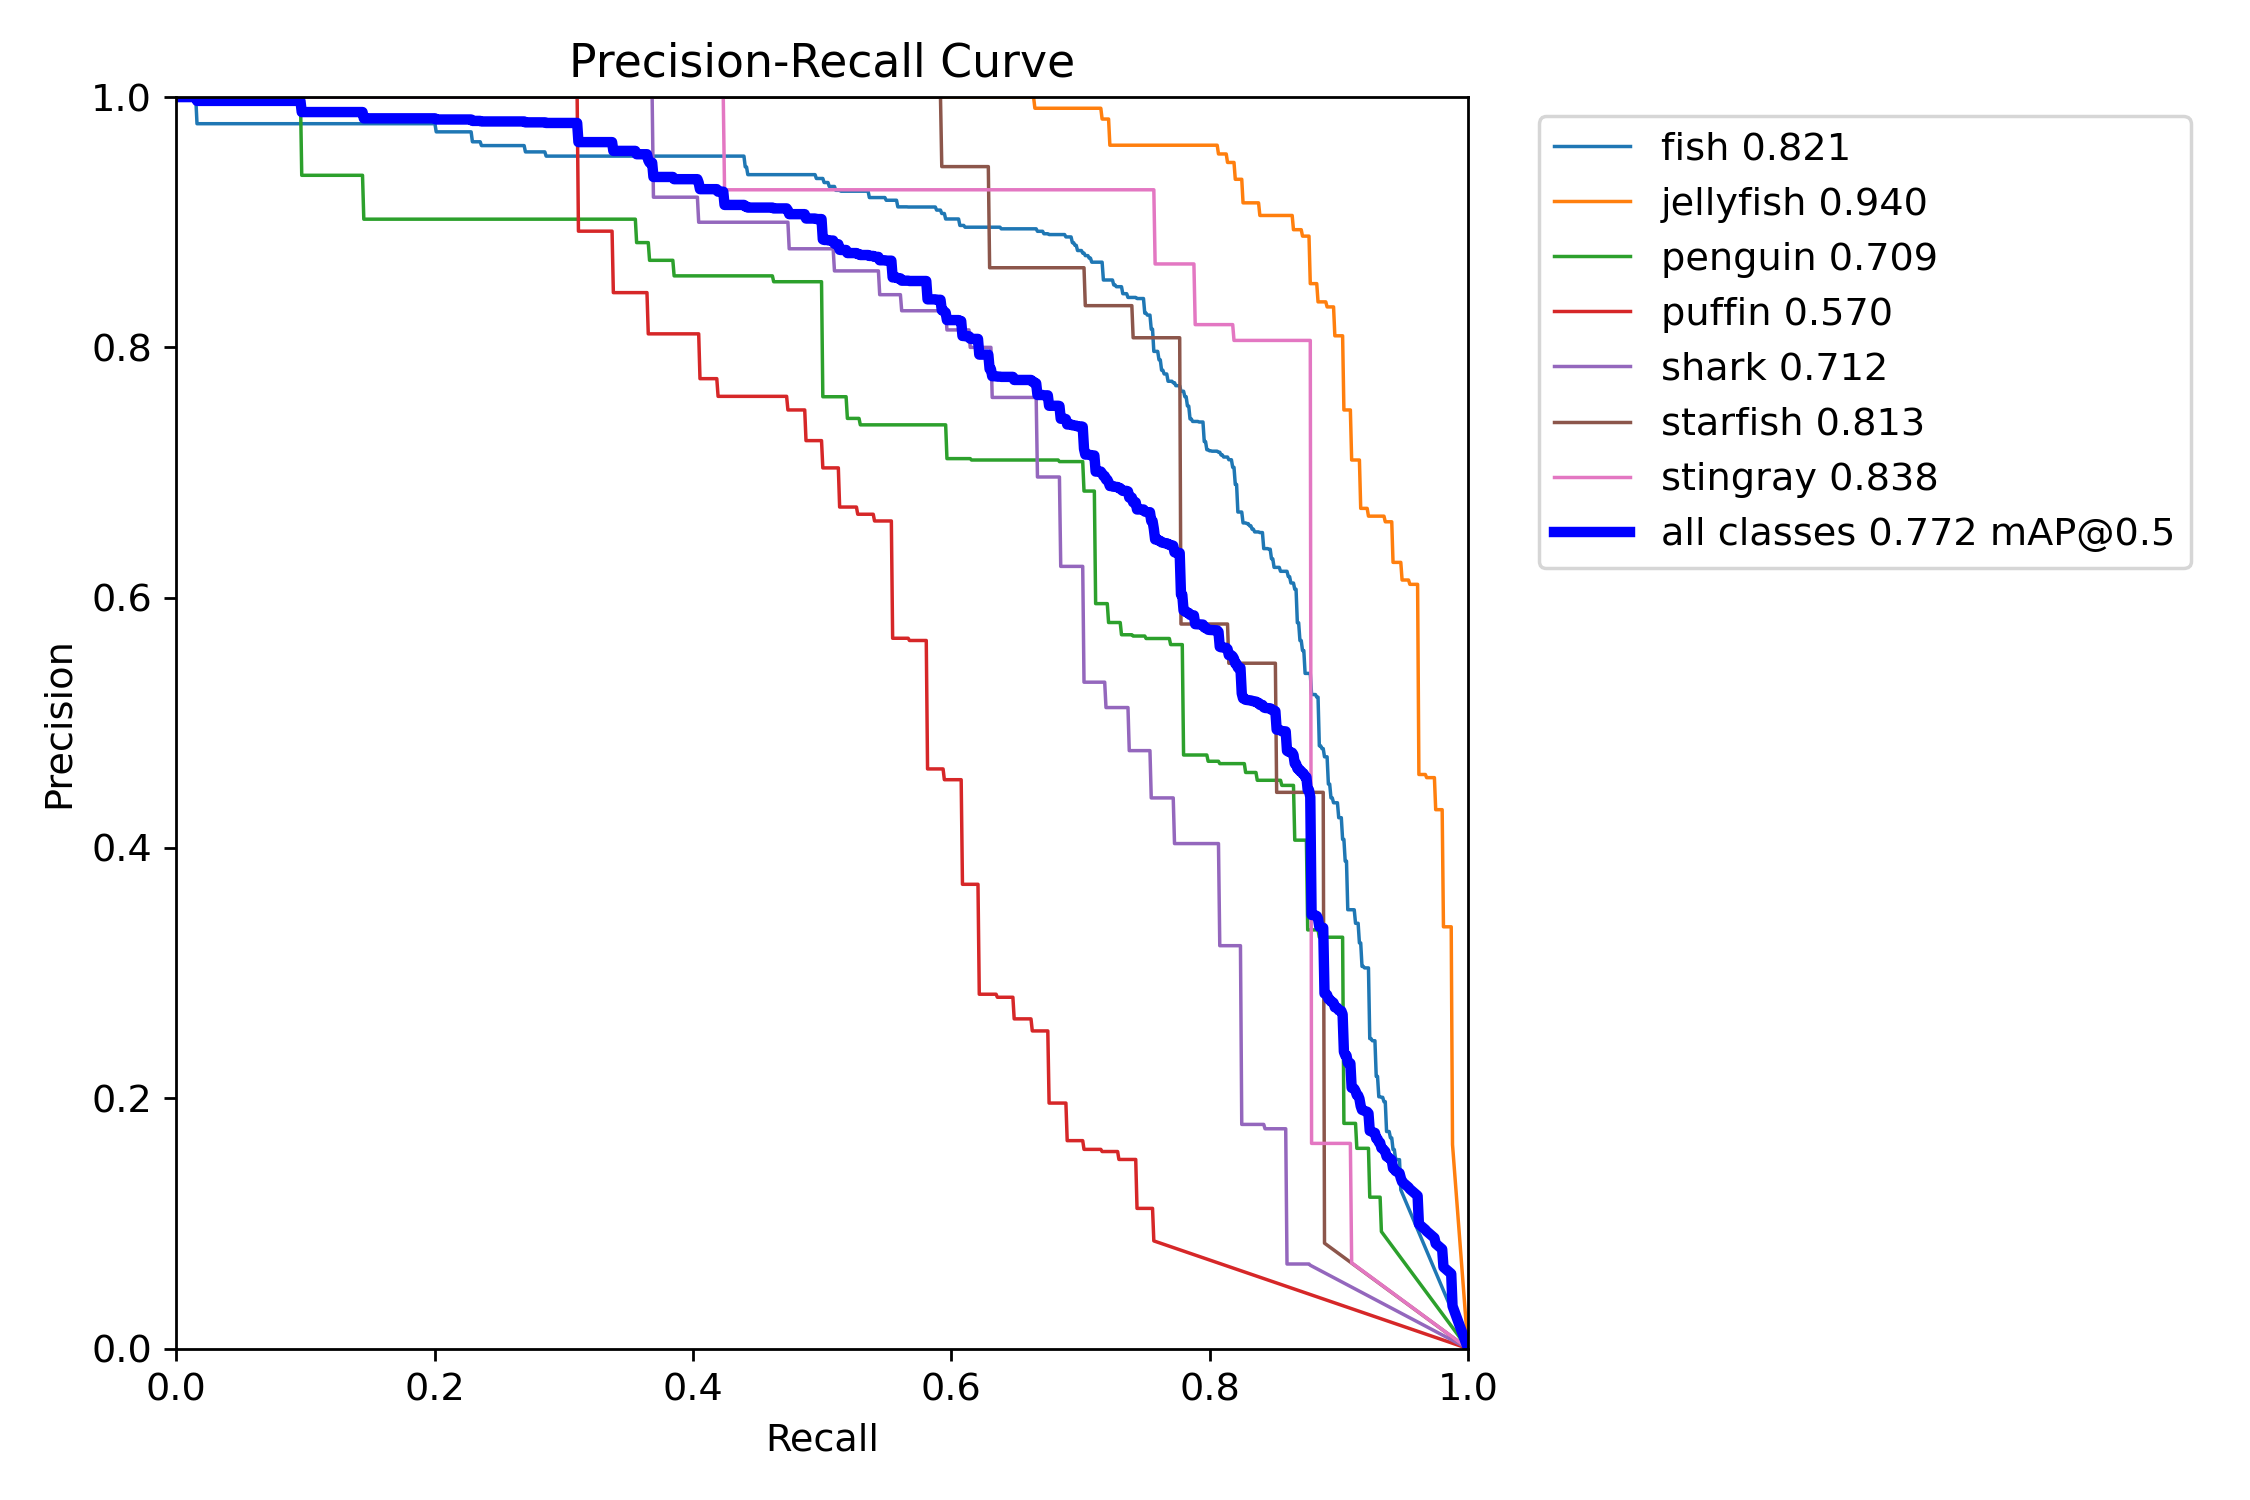 Precision-Recall Curve
1.0
0.8
0.6
0.4
0.2
0.0
Precision
0.0 0.2 0.4 0.6 0.8 1.0
Recall
fish 0.821
jellyfish 0.940
penguin 0.709
puffin 0.570
shark 0.712
starfish 0.813
stingray 0.838
all classes 0.772 mAP@0.5